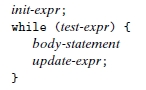 init-expr;
while (test-expr) {
    body-statement
    update-expr;
}